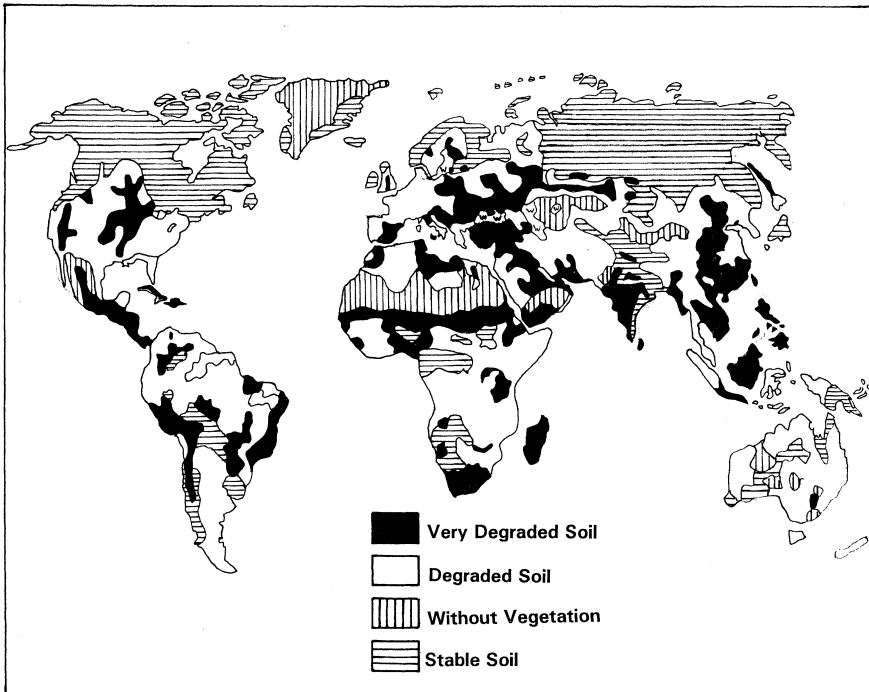 Very Degraded Soil
Degraded Soil
Without Vegetation
Stable Soil